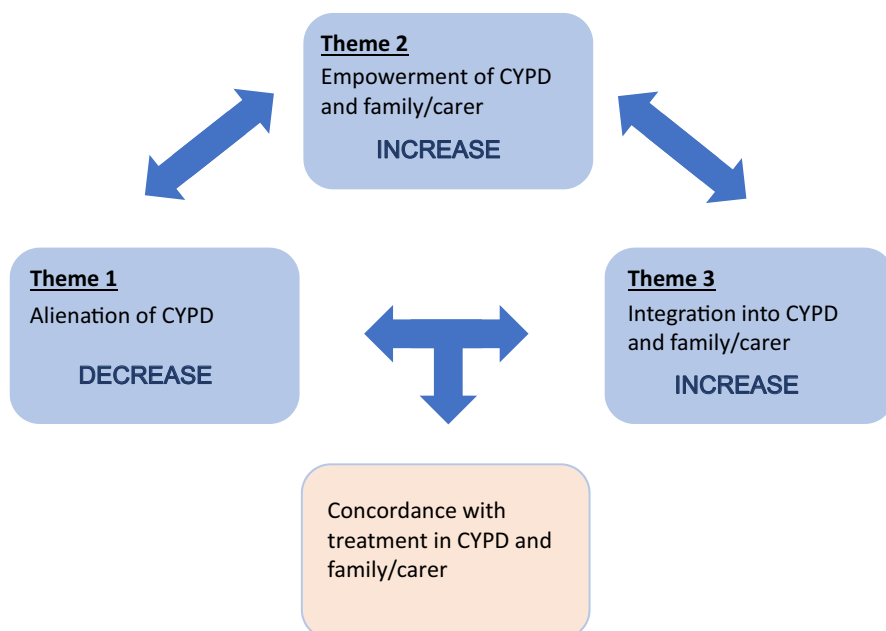 Theme 2
Empowerment of CYPD
and family/carer
INCREASE
Theme 1
Alienation of CYPD
DECREASE
Theme 3
Integration into CYPD
and family/carer
INCREASE
Concordance with
treatment in CYPD and
family/carer